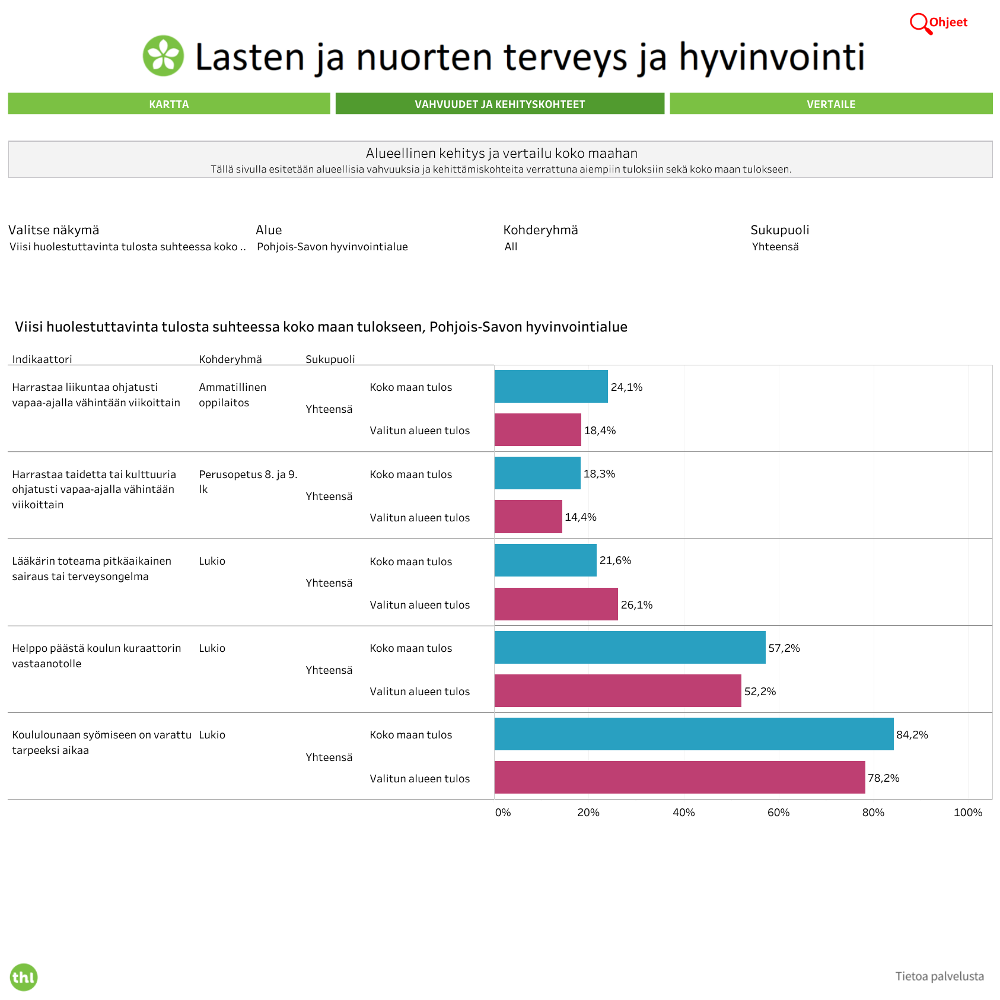 Ohjeet
Lasten ja nuorten terveys ja hyvinvointi
KARTTA
VAHVUUDET JA KEHITYSKOHTEET
VERTAILE
Alueellinen kehitys ja vertailu koko maahan
Tällä sivulla esitetään alueellisia vahvuuksia ja kehittämiskohteita verrattuna aiempiin tuloksiin sekä koko maan tulokseen.
Valitse näkymä
Viisi huolestuttavinta tulosta suhteessa koko ..
Alue
Pohjois-Savon hyvinvointialue
Kohderyhmä
All
Sukupuoli
Yhteensä
Viisi huolestuttavinta tulosta suhteessa koko maan tulokseen, Pohjois-Savon hyvinvointialue
Indikaattori Kohderyhmä Sukupuoli
Harrastaa liikuntaa ohjatusti
vapaa-ajalla vähintään viikoittain
Ammatillinen
oppilaitos
Yhteensä
Koko maan tulos 24,1%
Valitun alueen tulos 18,4%
Harrastaa taidetta tai kulttuuria
ohjatusti vapaa-ajalla vähintään
viikoittain
Perusopetus 8. ja 9.
lk
Yhteensä
Koko maan tulos 18,3%
Valitun alueen tulos 14,4%
Lääkärin toteama pitkäaikainen
sairaus tai terveysongelma
Lukio
Yhteensä
Koko maan tulos 21,6%
Valitun alueen tulos 26,1%
Helppo päästä koulun kuraattorin
vastaanotolle
Lukio
Yhteensä
Koko maan tulos 57,2%
Valitun alueen tulos 52,2%
Koululounaan syömiseen on varattu
tarpeeksi aikaa
Lukio
Yhteensä
Koko maan tulos 84,2%
Valitun alueen tulos 78,2%
0% 20% 40% 60% 80% 100%
thl
Tietoa palvelusta